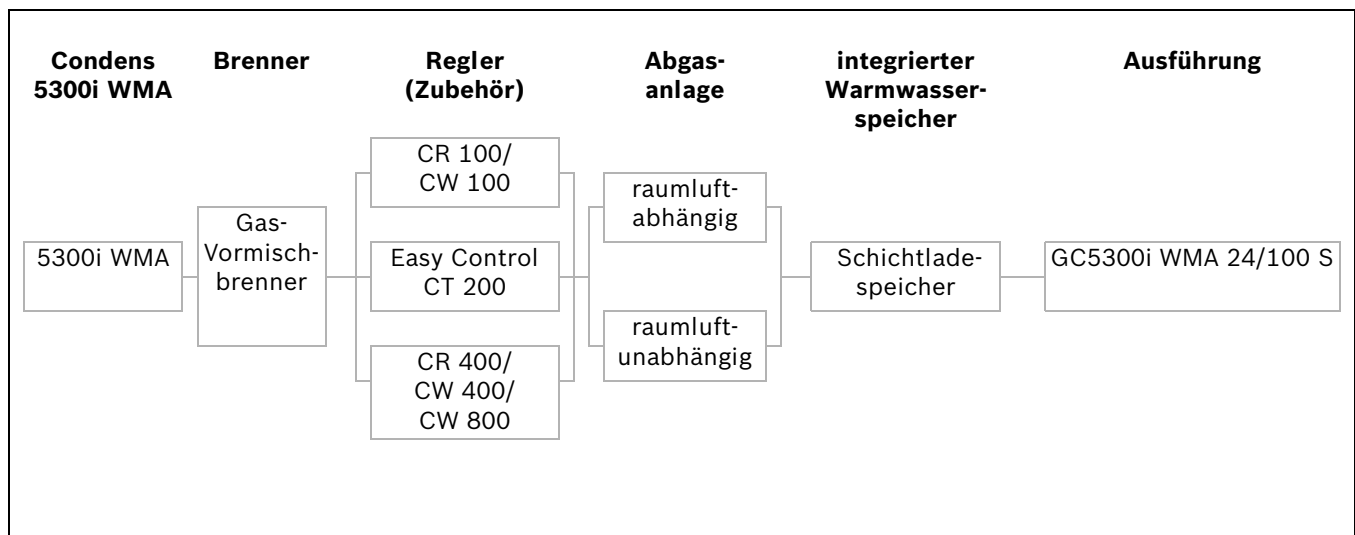 Condens
5300i WMA
Brenner
Regler
(Zubehör)
Abgas-
anlage
integrierter
Warmwasser-
speicher
Ausführung
5300i WMA
Gas-
Vormisch-
brenner
CR 100/
CW 100
Easy Control
CT 200
CR 400/
CW 400/
CW 800
raumluft-
abhängig
raumluft-
unabhängig
Schichtlade-
speicher
GC5300i WMA 24/100 S